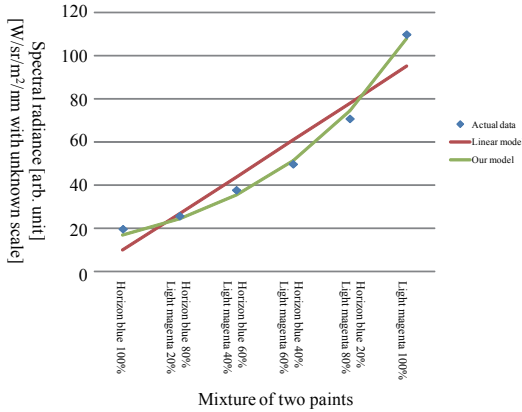 120
100
80
60
40
20
0
Spectral radiance [arb. unit]
[W/sr/m²/nm with unknown scale]
Actual data
Linear mode
Our model
Horizon blue 100%
Horizon blue 80%
Light magenta 20%
Horizon blue 60%
Light magenta 40%
Horizon blue 40%
Light magenta 60%
Horizon blue 20%
Light magenta 80%
Light magenta 100%
Mixture of two paints